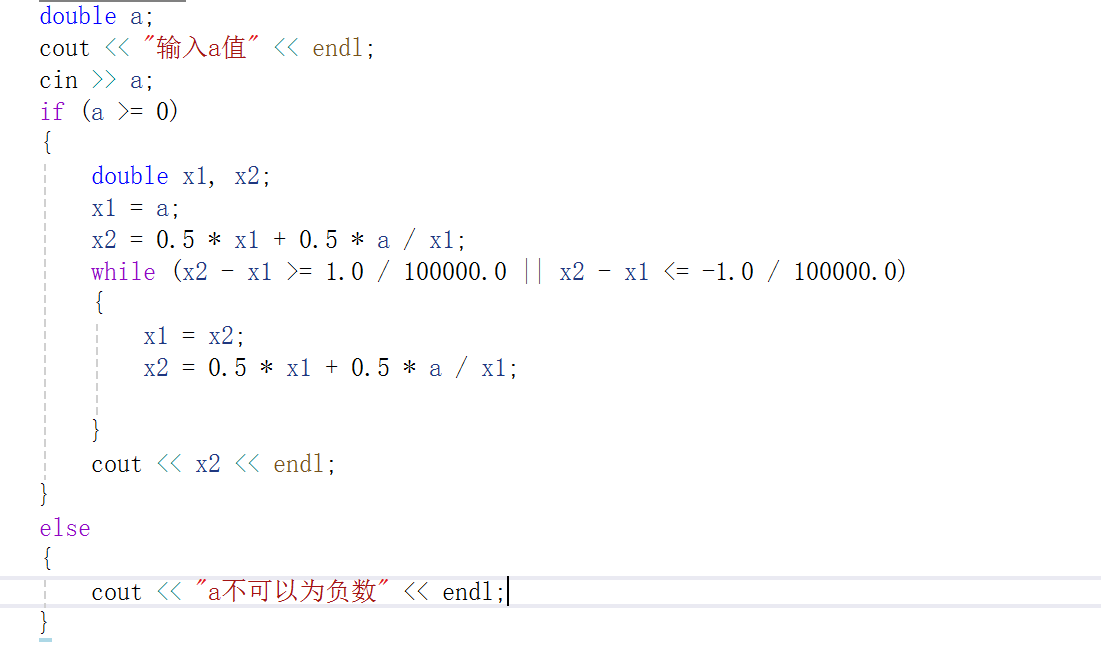 double a;
cout << "输入a值" << endl;
cin >> a;
if (a >= 0)
{
double x1, x2;
x1 = a;
x2 = 0.5 * x1 + 0.5 * a / x1;
while (x2 - x1 >= 1.0 / 100000.0 || x2 - x1 <= -1.0 / 100000.0)
{
x1 = x2;
x2 = 0.5 * x1 + 0.5 * a / x1;
}
cout << x2 << endl;
}
else
{
cout << "a不可以为负数" << endl;
}